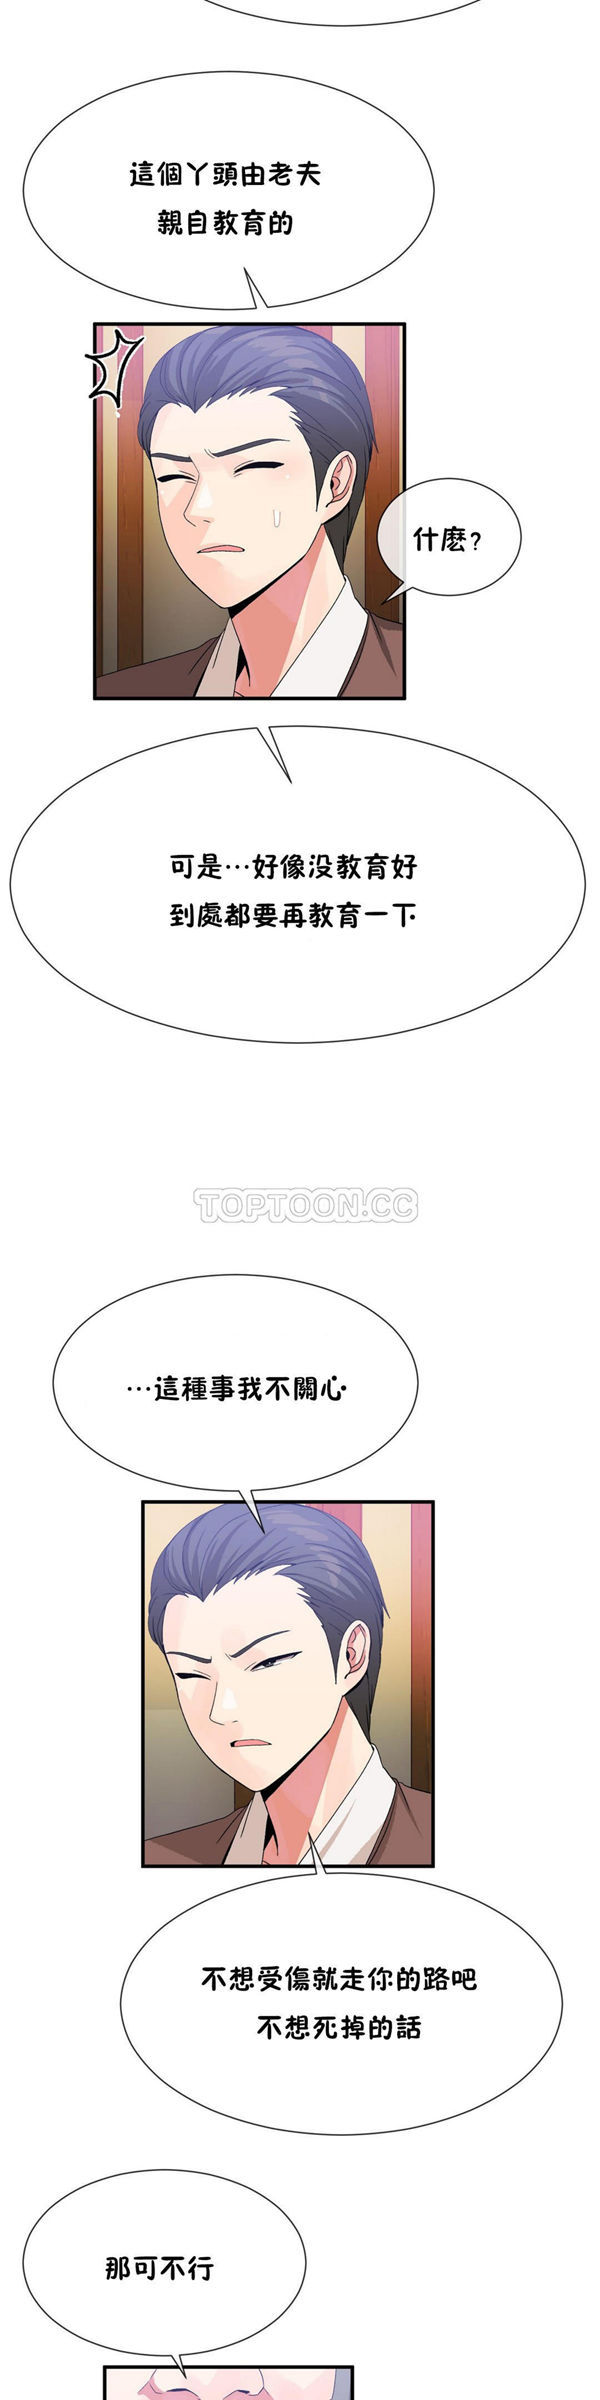 這個丫頭由老夫
親自教育的
什麽?
可是…好像没教育好
到處都要再教育一下
TOPTOON.CC
…這種事我不關心
不想受傷就走你的路吧
不想死掉的話
那可不行